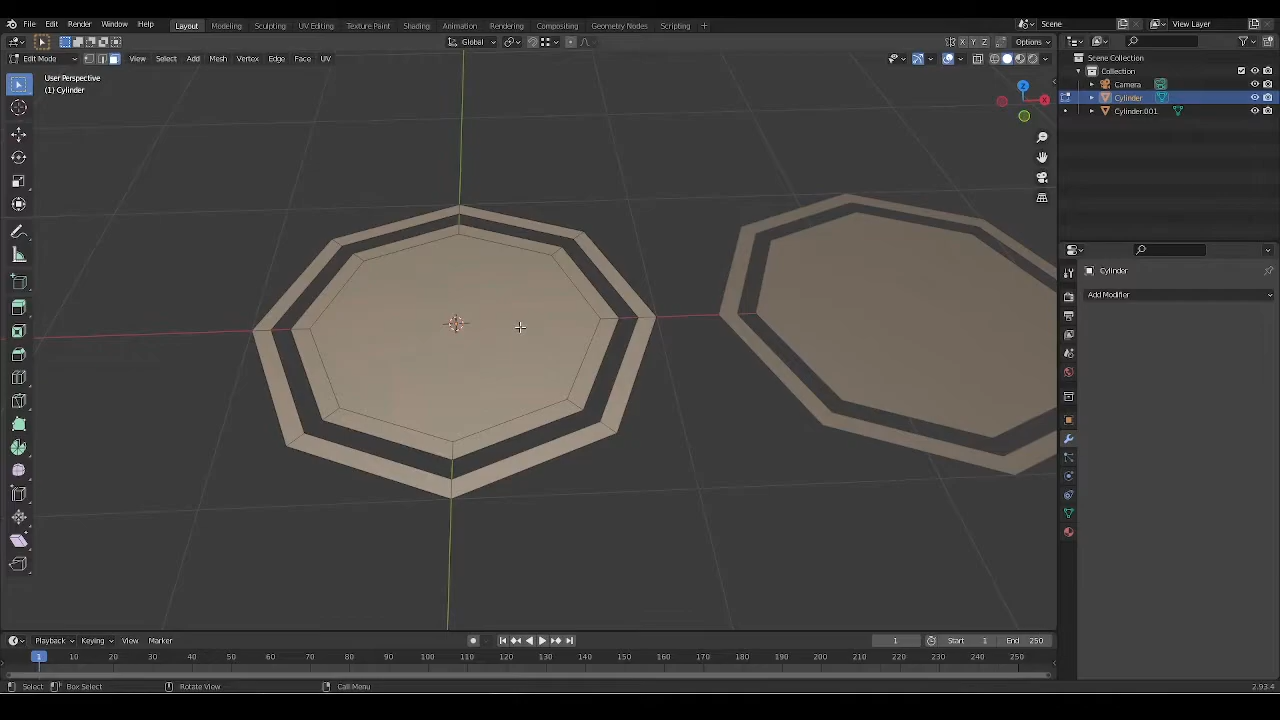 File Edit Render Window Help Layout Modeling Sculpting UV Editing Texture Paint Shading Animation Rendering Compositing Geometry Nodes Scripting + Scene View Layer
Global X Y Z Options
Edit Mode View Select Add Mesh Vertex Edge Face UV
User Perspective
(1) Cylinder
Z
X
Scene Collection
Collection
Camera
Cylinder
Cylinder.001
Cylinder
Add Modifier
Playback Keying View Marker 1 Start 1 End 250
1 20 30 40 50 60 70 80 90 100 110 120 130 140 150 160 170 180 190 200 210 220 230 240 250
Select Box Select Rotate View Call Menu 2.93.4